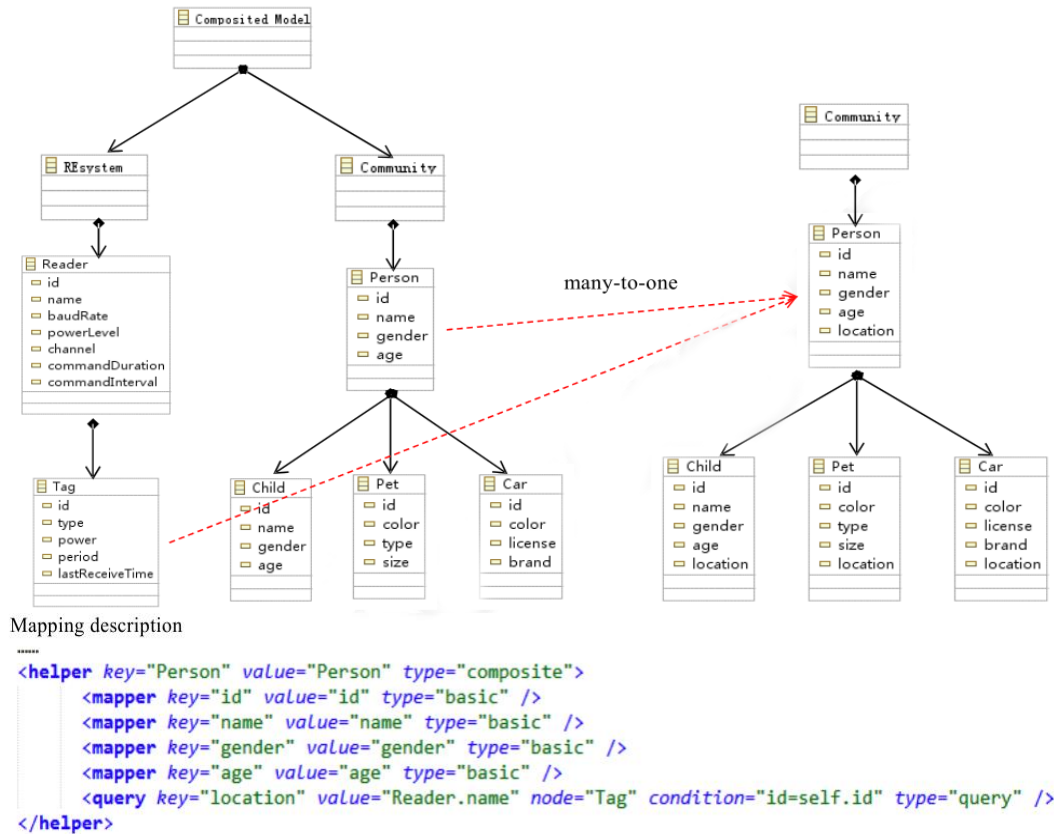 Composited Model
REsystem
Community
Reader
id
name
baudRate
powerLevel
channel
commandDuration
commandInterval
Person
id
name
gender
age
Tag
id
type
power
period
lastReceiveTime
Child
id
name
gender
age
Pet
id
color
type
size
Car
id
color
license
brand
many-to-one
Community
Person
id
name
gender
age
location
Child
id
name
gender
age
location
Pet
id
color
type
size
location
Car
id
color
license
brand
location
Mapping description
......
<helper key="Person" value="Person" type="composite">
<mapper key="id" value="id" type="basic" />
<mapper key="name" value="name" type="basic" />
<mapper key="gender" value="gender" type="basic" />
<mapper key="age" value="age" type="basic" />
<query key="location" value="Reader.name" node="Tag" condition="id=self.id" type="query" />
</helper>